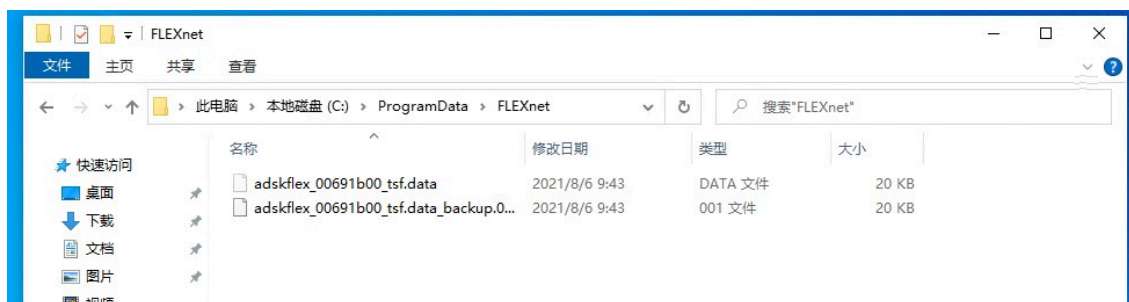 FLEXnet
文件 主页 共享 查看
此电脑 > 本地磁盘 (C:) > ProgramData > FLEXnet 搜索"FLEXnet"
名称 修改日期 类型 大小
快速访问
adskflex_00691b00_tsf.data 2021/8/6 9:43 DATA 文件 20 KB
桌面
adskflex_00691b00_tsf.data_backup.0... 2021/8/6 9:43 001 文件 20 KB
下载
文档
图片